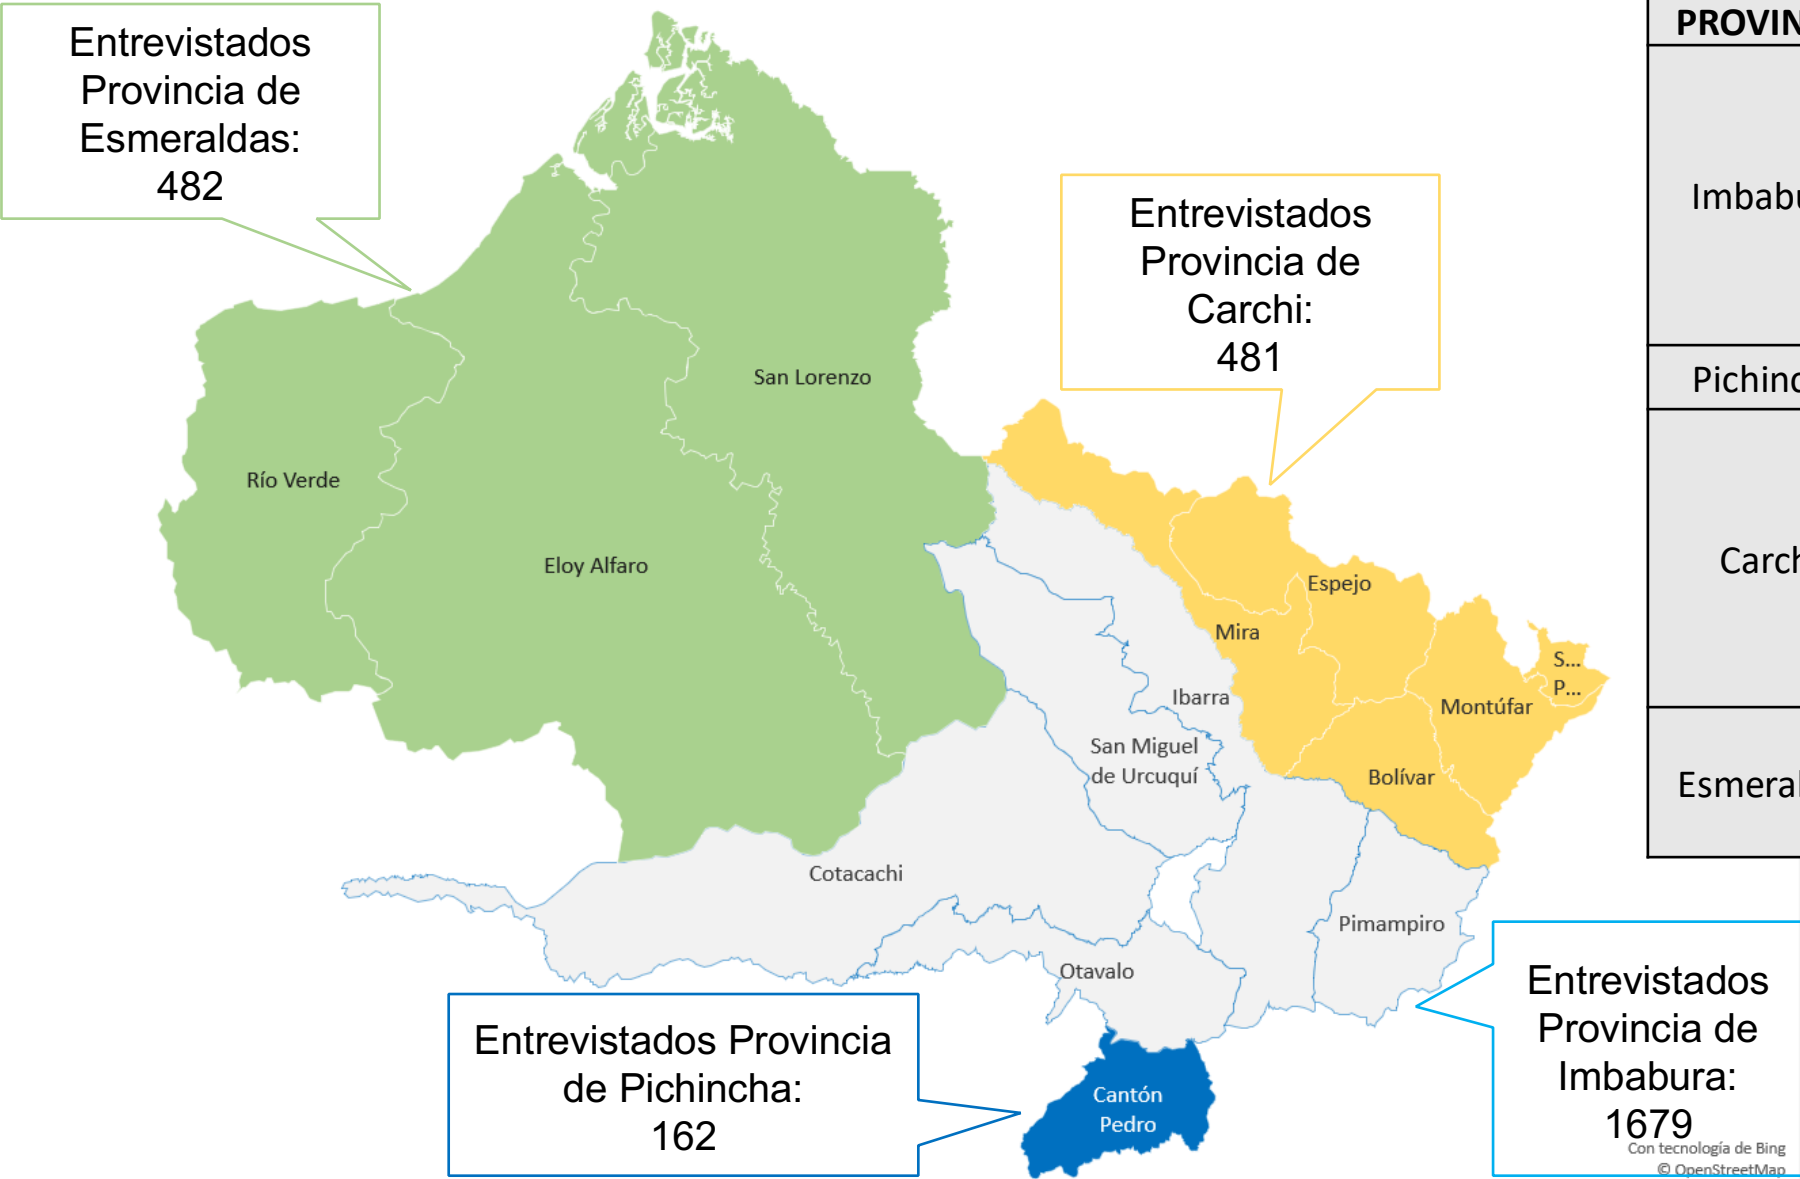 Entrevistados
Provincia de
Esmeraldas:
482
Entrevistados
Provincia de
Carchi:
481
San Lorenzo
Río Verde
Eloy Alfaro
Espejo
Mira
S...
P...
Ibarra
Montúfar
San Miguel
de Urcuquí
Bolívar
Cotacachi
Pimampiro
Otavalo
Entrevistados Provincia
de Pichincha:
162
Cantón
Pedro
Entrevistados
Provincia de
Imbabura:
1679
Con tecnología de Bing
© OpenStreetMap
PROVIN
Imbabu
Pichinc
Carch
Esmeral